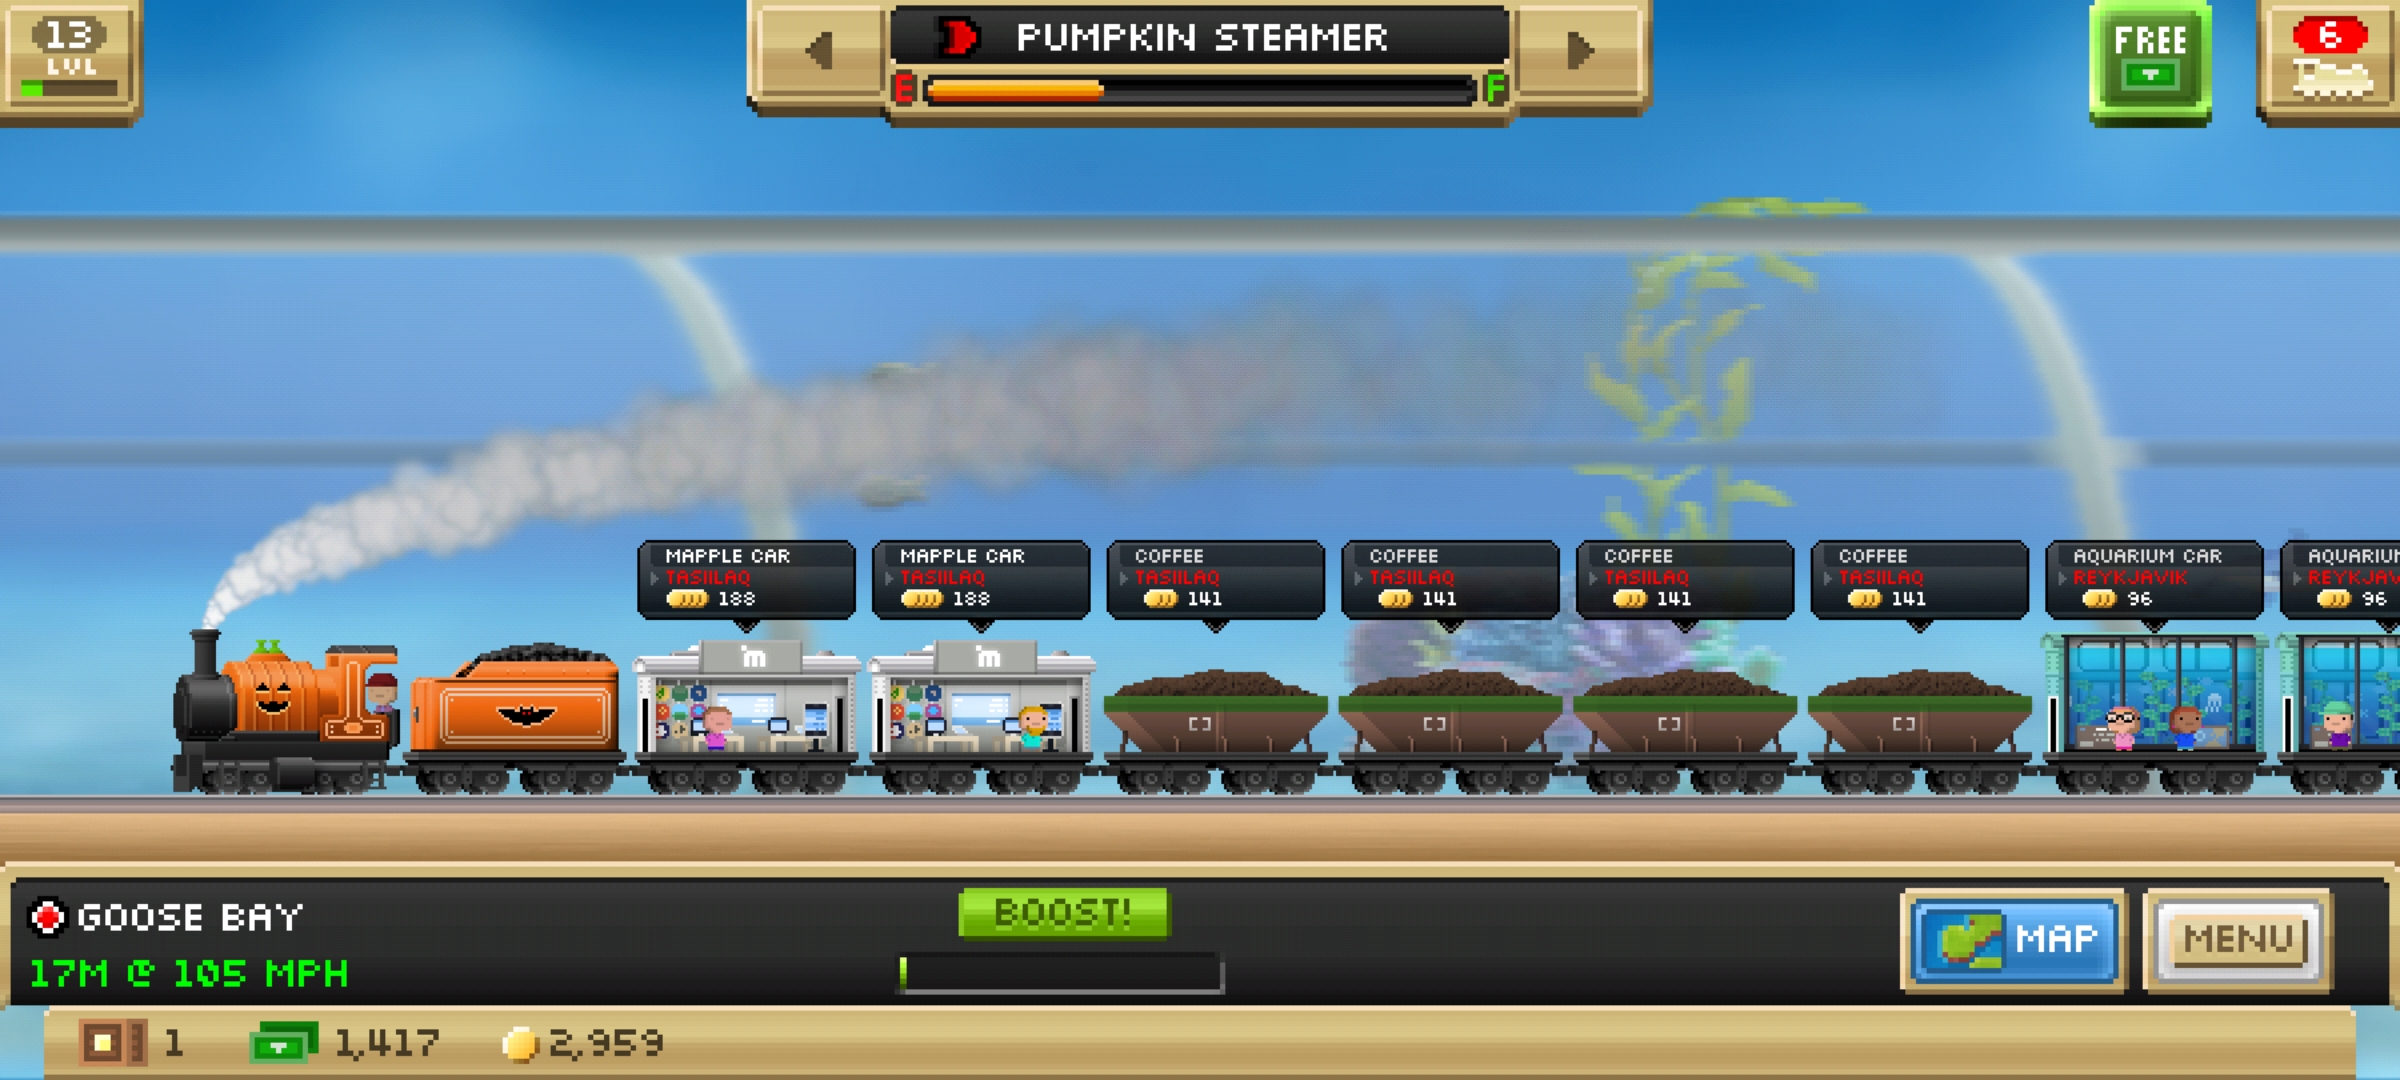 13
LVL
PUMPKIN STEAMER
E F
FREE
6
MAPPLE CAR
TASIILAQ
188
MAPPLE CAR
TASIILAQ
188
COFFEE
TASIILAQ
141
COFFEE
TASIILAQ
141
COFFEE
TASIILAQ
141
COFFEE
TASIILAQ
141
AQUARIUM CAR
REYKJAVIK
96
AQUARIU
REYKJAV
96
m
m
GOOSE BAY
17M @ 105 MPH
BOOST!
MAP
MENU
1
1,417
2,959